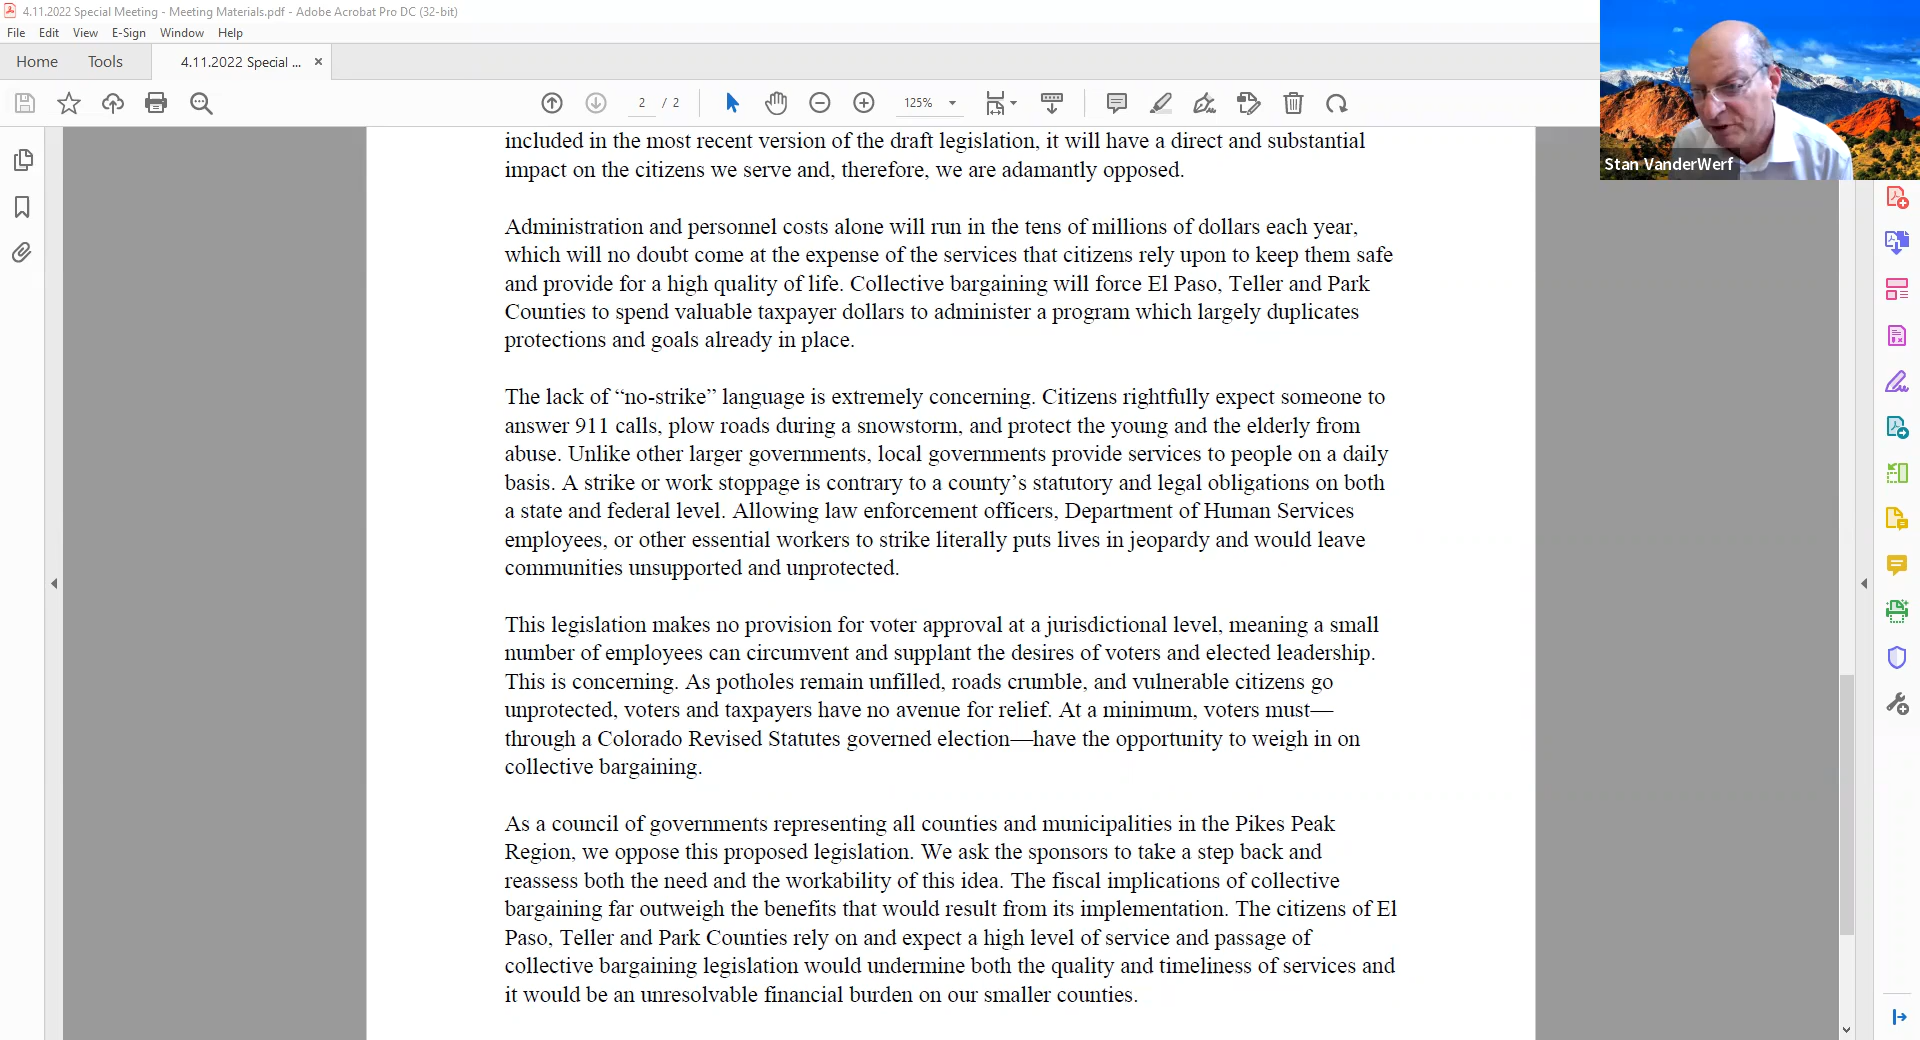 4.11.2022 Special Meeting - Meeting Materials.pdf - Adobe Acrobat Pro DC (32-bit)
File Edit View E-Sign Window Help
Home Tools 4.11.2022 Special ... ×
2 / 2 125%
Stan VanderWerf
included in the most recent version of the draft legislation, it will have a direct and substantial
impact on the citizens we serve and, therefore, we are adamantly opposed.
Administration and personnel costs alone will run in the tens of millions of dollars each year,
which will no doubt come at the expense of the services that citizens rely upon to keep them safe
and provide for a high quality of life. Collective bargaining will force El Paso, Teller and Park
Counties to spend valuable taxpayer dollars to administer a program which largely duplicates
protections and goals already in place.
The lack of “no-strike” language is extremely concerning. Citizens rightfully expect someone to
answer 911 calls, plow roads during a snowstorm, and protect the young and the elderly from
abuse. Unlike other larger governments, local governments provide services to people on a daily
basis. A strike or work stoppage is contrary to a county’s statutory and legal obligations on both
a state and federal level. Allowing law enforcement officers, Department of Human Services
employees, or other essential workers to strike literally puts lives in jeopardy and would leave
communities unsupported and unprotected.
This legislation makes no provision for voter approval at a jurisdictional level, meaning a small
number of employees can circumvent and supplant the desires of voters and elected leadership.
This is concerning. As potholes remain unfilled, roads crumble, and vulnerable citizens go
unprotected, voters and taxpayers have no avenue for relief. At a minimum, voters must—
through a Colorado Revised Statutes governed election—have the opportunity to weigh in on
collective bargaining.
As a council of governments representing all counties and municipalities in the Pikes Peak
Region, we oppose this proposed legislation. We ask the sponsors to take a step back and
reassess both the need and the workability of this idea. The fiscal implications of collective
bargaining far outweigh the benefits that would result from its implementation. The citizens of El
Paso, Teller and Park Counties rely on and expect a high level of service and passage of
collective bargaining legislation would undermine both the quality and timeliness of services and
it would be an unresolvable financial burden on our smaller counties.